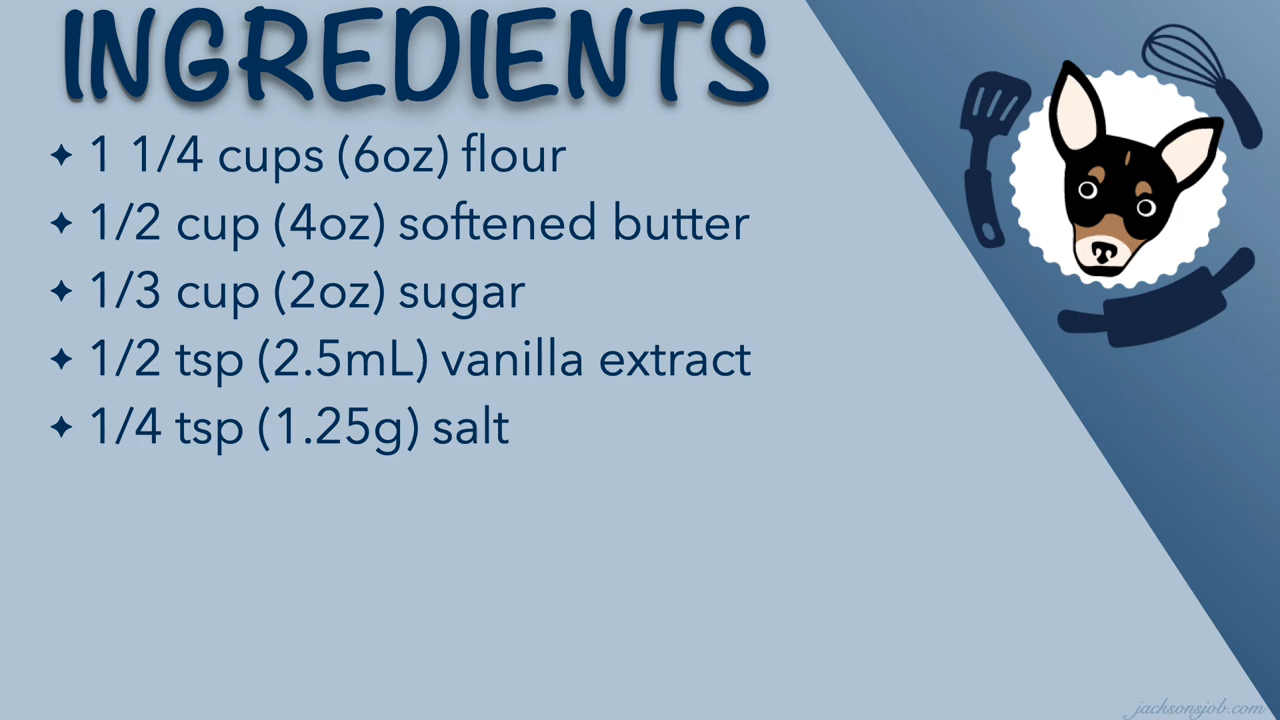 INGREDIENTS
✦ 1 1/4 cups (6oz) flour
✦ 1/2 cup (4oz) softened butter
✦ 1/3 cup (2oz) sugar
✦ 1/2 tsp (2.5mL) vanilla extract
✦ 1/4 tsp (1.25g) salt
jacksonsjob.com